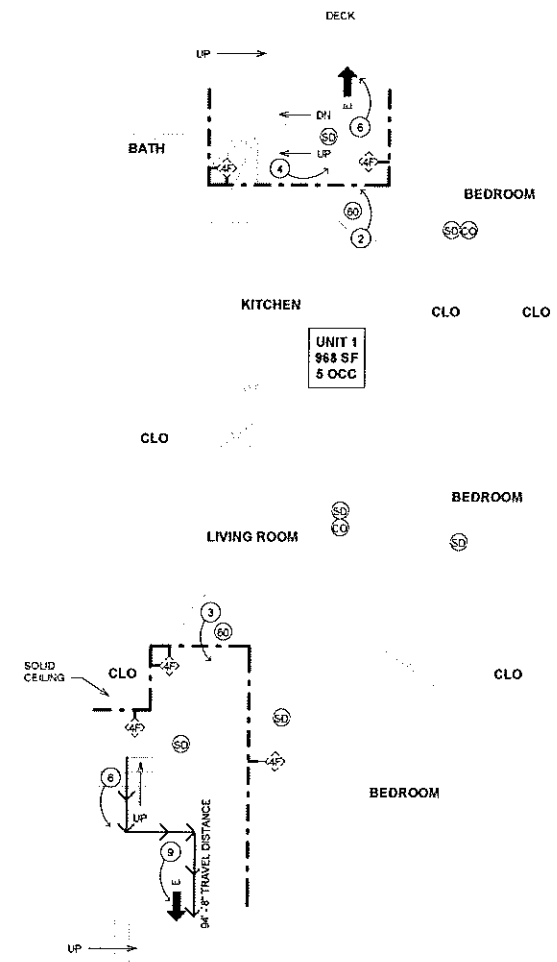 DECK
UP
E
6
DN
SD
UP
BATH
4F
4
4F
60
2
BEDROOM
SD CO
KITCHEN
CLO
CLO
UNIT 1
968 SF
5 OCC
CLO
BEDROOM
SD
CO
LIVING ROOM
SD
3
60
SOLID
CEILING
CLO
4F
CLO
4F
SD
SD
4F
BEDROOM
UP
9
E
94' - 8" TRAVEL DISTANCE
UP